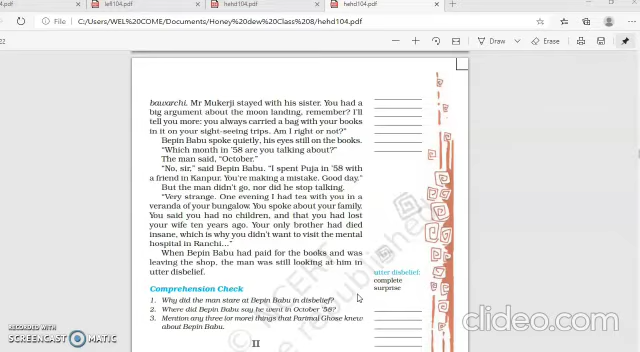 lefl104.pdf
hehd104.pdf
hehd104.pdf
File
C:/Users/WEL%20COME/Documents/Honey%20dew%20Class%208/hehd104.pdf
22
Draw
Erase
bawarchi. Mr Mukerji stayed with his sister. You had a
big argument about the moon landing, remember? I'll
tell you more: you always carried a bag with your books
in it on your sight-seeing trips. Am I right or not?"
Bepin Babu spoke quietly, his eyes still on the books.
"Which month in '58 are you talking about?"
The man said, "October."
"No, sir," said Bepin Babu. "I spent Puja in '58 with
a friend in Kanpur. You're making a mistake. Good day."
But the man didn't go, nor did he stop talking.
"Very strange. One evening I had tea with you in a
veranda of your bungalow. You spoke about your family.
You said you had no children, and that you had lost
your wife ten years ago. Your only brother had died
insane, which is why you didn't want to visit the mental
hospital in Ranchi..."
When Bepin Babu had paid for the books and was
leaving the shop, the man was still looking at him in
utter disbelief.
utter disbelief:
complete
surprise
Comprehension Check
1. Why did the man stare at Bepin Babu in disbelief?
2. Where did Bepin Babu say he went in October '58?
3. Mention any three (or more) things that Parimal Ghose knew
about Bepin Babu.
II
© NCERT
be republished
RECORDED WITH
SCREENCAST MATIC
clideo.com